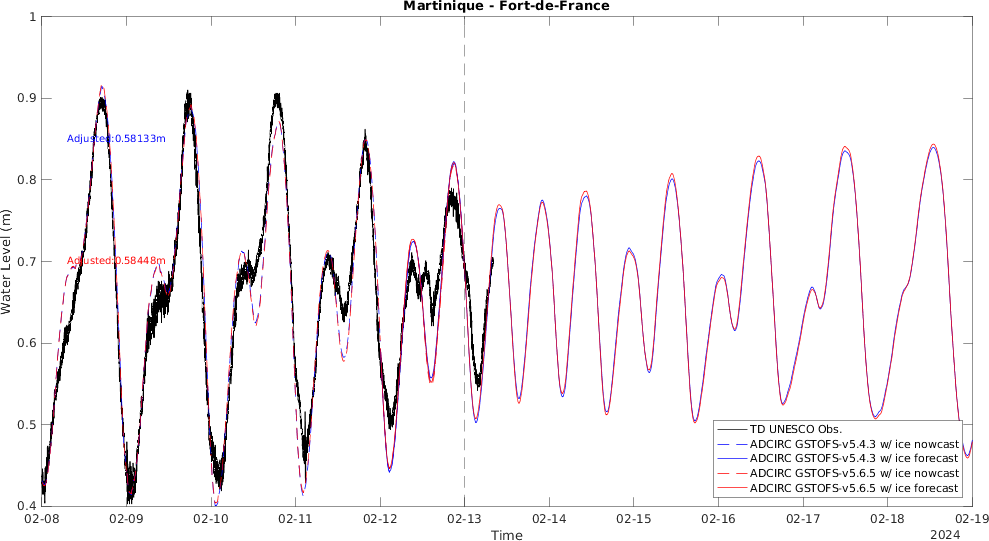 Martinique - Fort-de-France
1
0.9
0.8
0.7
0.6
0.5
0.4
Water Level (m)
Adjusted:0.58133m
Adjusted:0.58448m
TD UNESCO Obs.
ADCIRC GSTOFS-v5.4.3 w/ ice nowcast
ADCIRC GSTOFS-v5.4.3 w/ ice forecast
ADCIRC GSTOFS-v5.6.5 w/ ice nowcast
ADCIRC GSTOFS-v5.6.5 w/ ice forecast
02-08 02-09 02-10 02-11 02-12 02-13 02-14 02-15 02-16 02-17 02-18 02-19
Time
2024